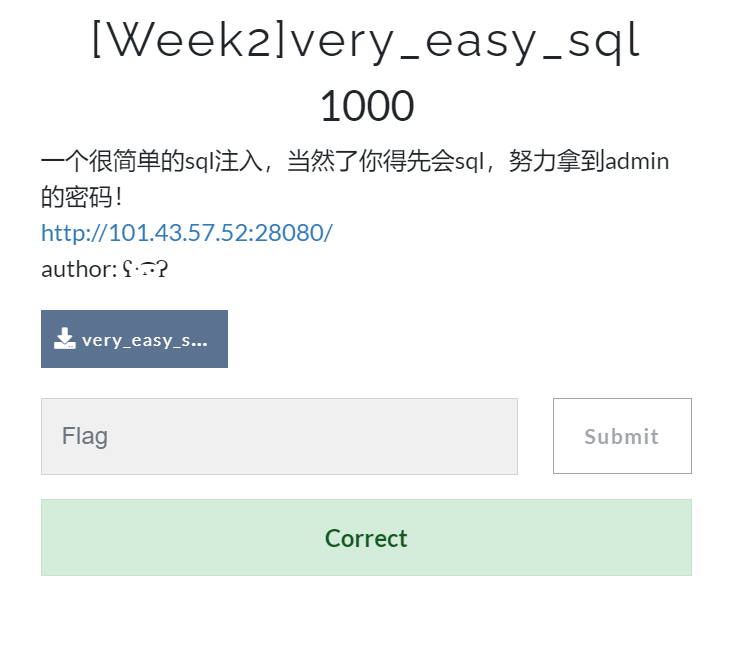 [Week2]very_easy_sql
1000
一个很简单的sql注入，当然了你得先会sql，努力拿到admin
的密码！
http://101.43.57.52:28080/
author:
very_easy_s...
Flag
Submit
Correct